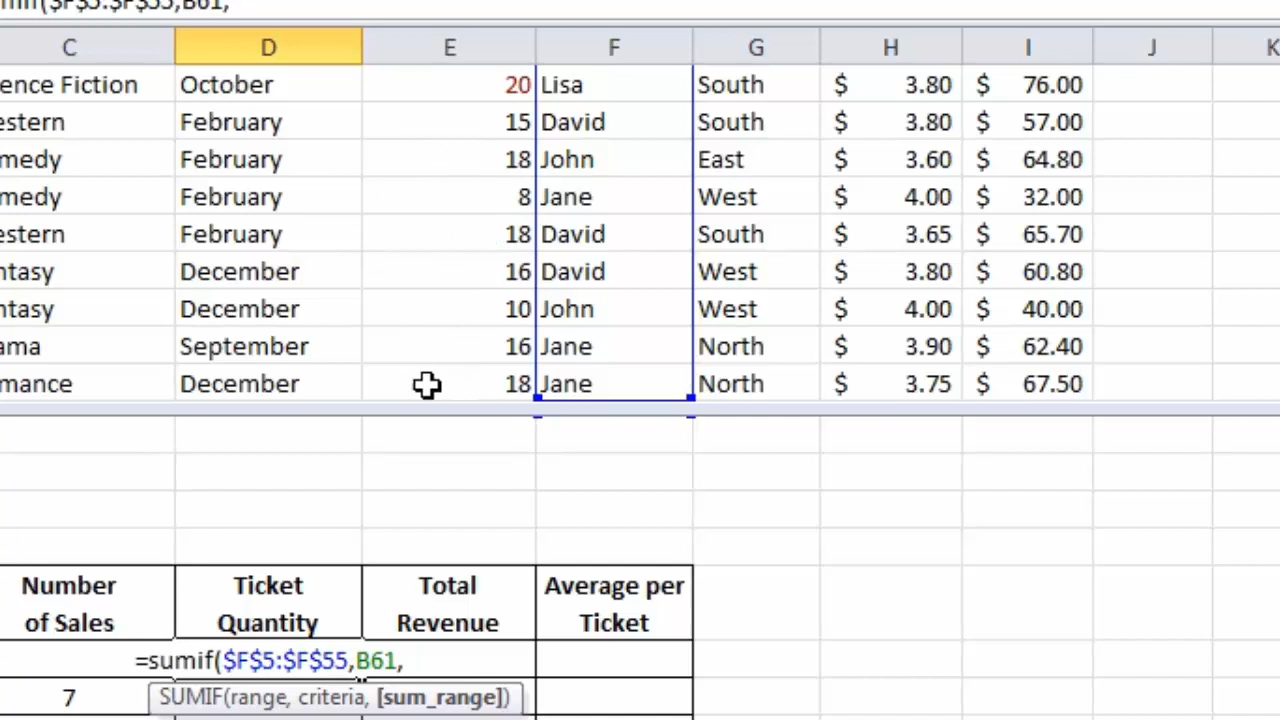 mif($F$5:$F$55,B61,
C D E F G H I J K
ence Fiction October 20 Lisa South $ 3.80 $ 76.00
estern February 15 David South $ 3.80 $ 57.00
medy February 18 John East $ 3.60 $ 64.80
medy February 8 Jane West $ 4.00 $ 32.00
estern February 18 David South $ 3.65 $ 65.70
ntasy December 16 David West $ 3.80 $ 60.80
ntasy December 10 John West $ 4.00 $ 40.00
ama September 16 Jane North $ 3.90 $ 62.40
mance December 18 Jane North $ 3.75 $ 67.50
Number Ticket Total Average per
of Sales Quantity Revenue Ticket
=sumif($F$5:$F$55,B61,
7 SUMIF(range, criteria, [sum_range])